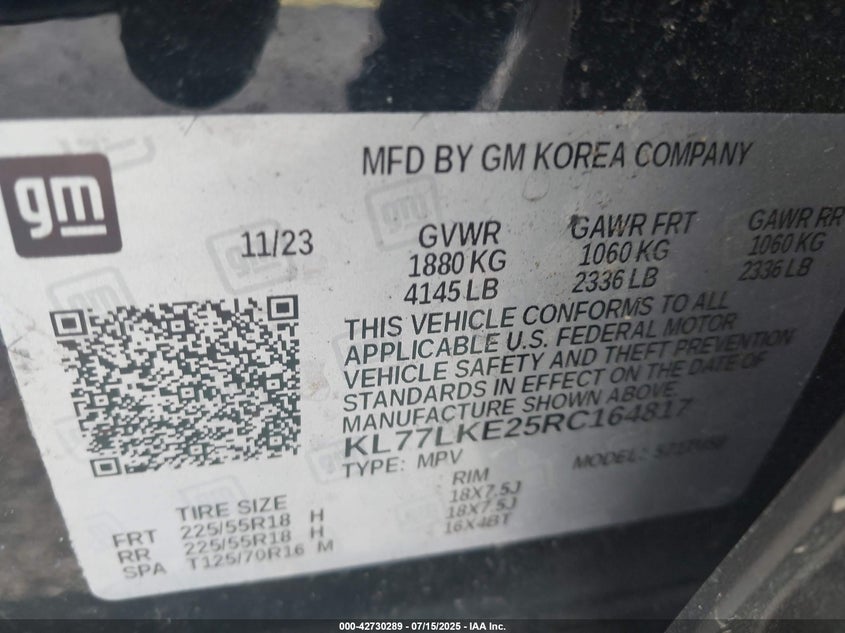 MFD BY GM KOREA COMPANY
gm
11/23
GVWR
1880 KG
4145 LB
GAWR FRT
1060 KG
2336 LB
GAWR RR
1060 KG
2336 LB
THIS VEHICLE CONFORMS TO ALL
APPLICABLE U.S. FEDERAL MOTOR
VEHICLE SAFETY AND THEFT PREVENTION
STANDARDS IN EFFECT ON THE DATE OF
MANUFACTURE SHOWN ABOVE.
KL77LKE25RC164817
TYPE: MPV MODEL:
TIRE SIZE RIM
FRT 225/55R18 H 18X7.5J
RR 225/55R18 H 18X7.5J
SPA T125/70R16 M 16X4BT
000-42730289 - 07/15/2025 - IAA Inc.